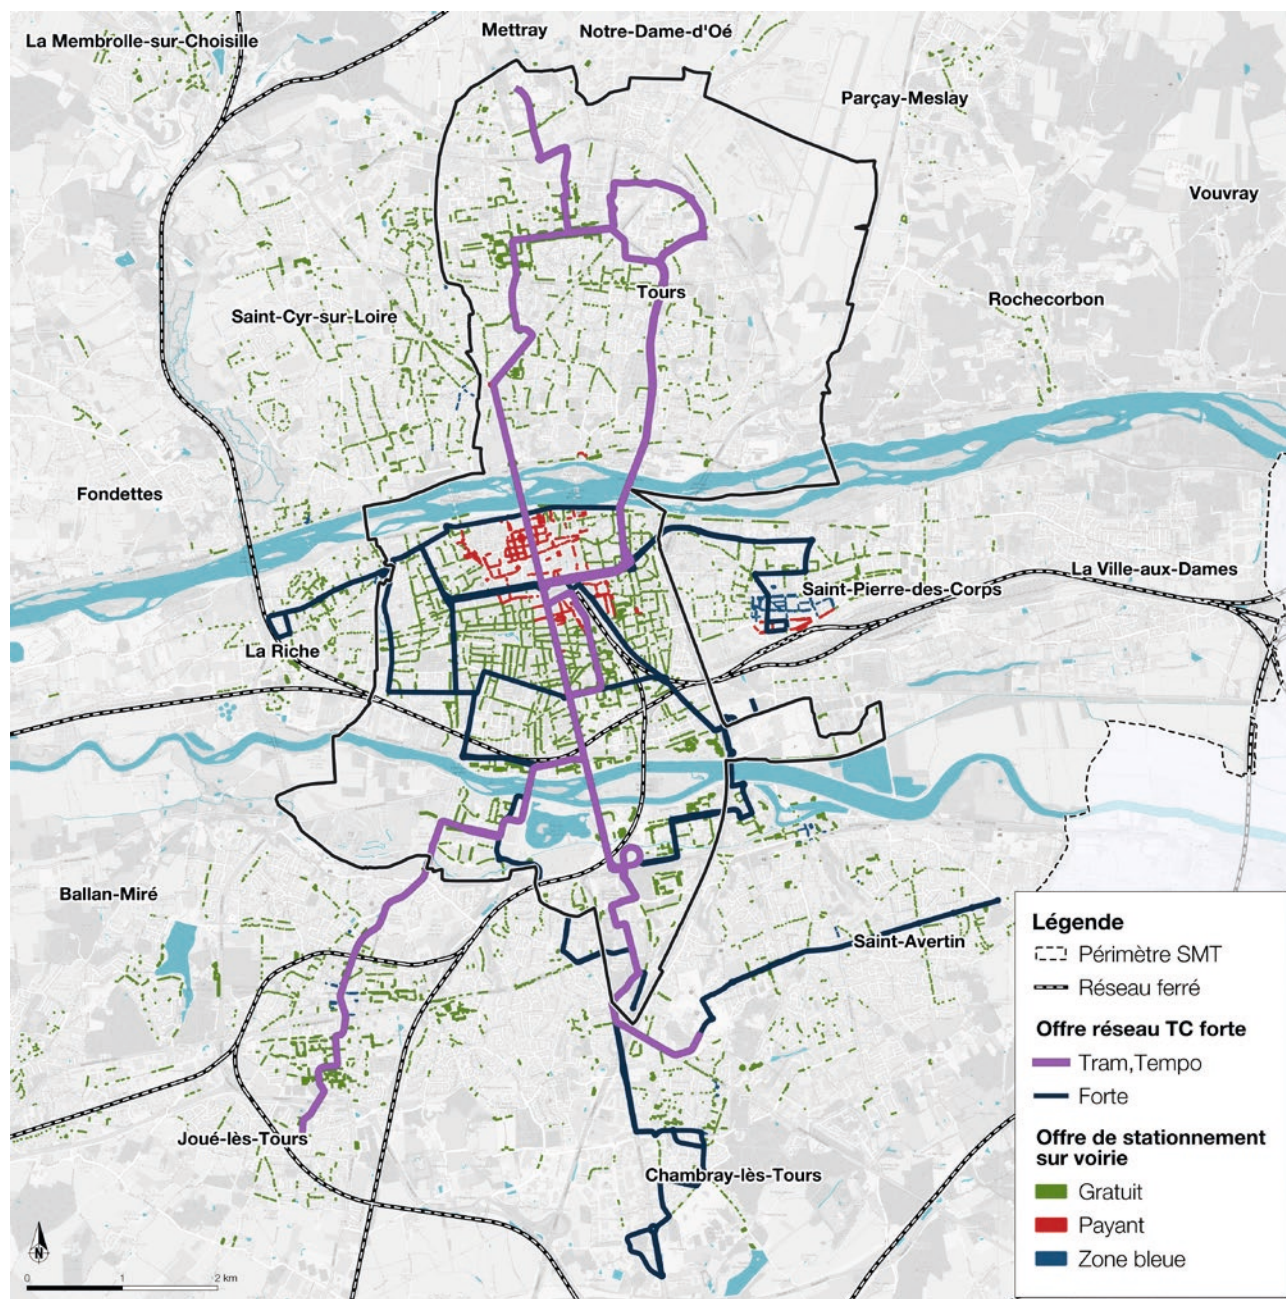 Mettray
Notre-Dame-d'Oé
La Membrolle-sur-Choisille
Parçay-Meslay
Vouvray
Tours
Rochecorbon
Saint-Cyr-sur-Loire
Fondettes
La Ville-aux-Dames
Saint-Pierre-des-Corps
La Riche
Ballan-Miré
Saint-Avertin
Joué-lès-Tours
Chambray-lès-Tours
Légende
Périmètre SMT
Réseau ferré
Offre réseau TC forte
Tram,Tempo
Forte
Offre de stationnement
sur voirie
Gratuit
Payant
Zone bleue
N
0 1 2 km